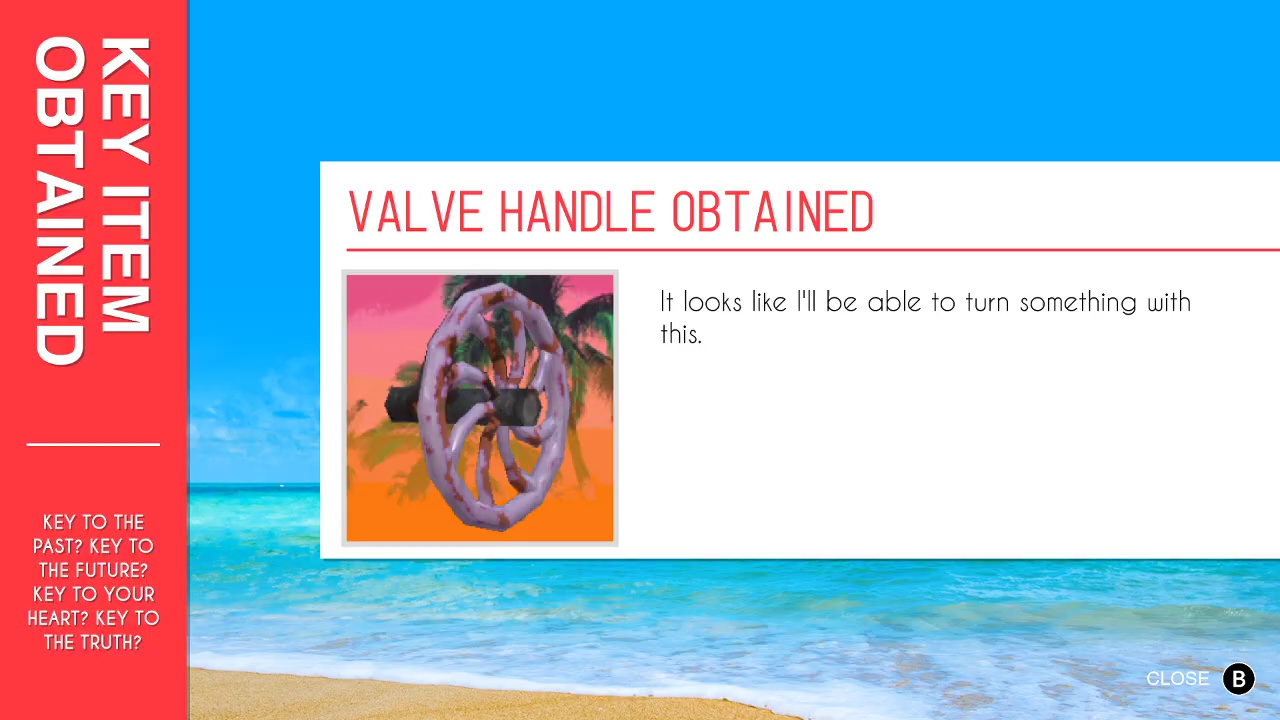 KEY ITEM
OBTAINED
KEY TO THE
PAST? KEY TO
THE FUTURE?
KEY TO YOUR
HEART? KEY TO
THE TRUTH?
VALVE HANDLE OBTAINED
It looks like I'll be able to turn something with
this.
CLOSE B